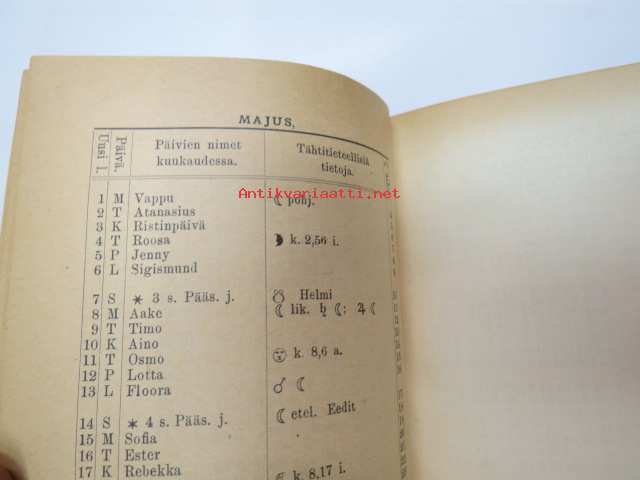 MAJUS,
Uusi l. Päivä. Päivien nimet kuukaudessa. Tähtitieteellisiä tietoja.
1 M Vappu ☾ pohj.
Antikvariaatti.net
2 T Atanasius
3 K Ristinpäivä
4 T Roosa k. 2,56 i.
5 P Jenny
6 L Sigismund
7 S ✶ 3 s. Pääs. j. ♉ Helmi
8 M Aake ☾ lik. ♄ ☾; ♃ ☾
9 T Timo
10 K Aino
11 T Osmo k. 8,6 a.
12 P Lotta ♂ ☾
13 L Floora
14 S ✶ 4 s. Pääs. j. ☾ etel. Eedit
15 M Sofia
16 T Ester
17 K Rebekka k. 8,17 i.